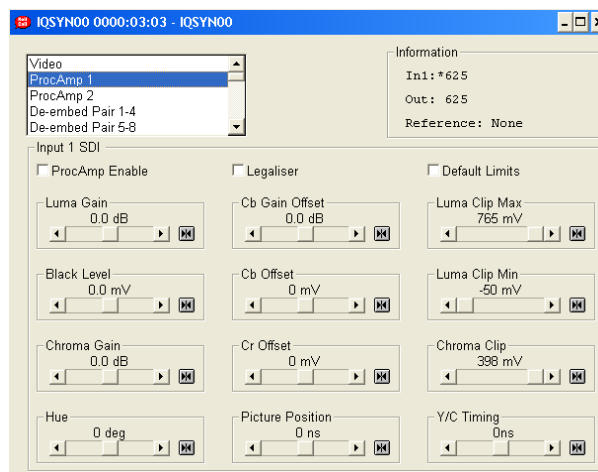 IQSYN00 0000:03:03 - IQSYN00
Video
ProcAmp 1
ProcAmp 2
De-embed Pair 1-4
De-embed Pair 5-8
Information
In1:*625
Out: 625
Reference: None
Input 1 SDI
ProcAmp Enable
Legaliser
Default Limits
Luma Gain
0.0 dB
Cb Gain Offset
0.0 dB
Luma Clip Max
765 mV
Black Level
0.0 mV
Cb Offset
0 mV
Luma Clip Min
-50 mV
Chroma Gain
0.0 dB
Cr Offset
0 mV
Chroma Clip
398 mV
Hue
0 deg
Picture Position
0 ns
Y/C Timing
0ns